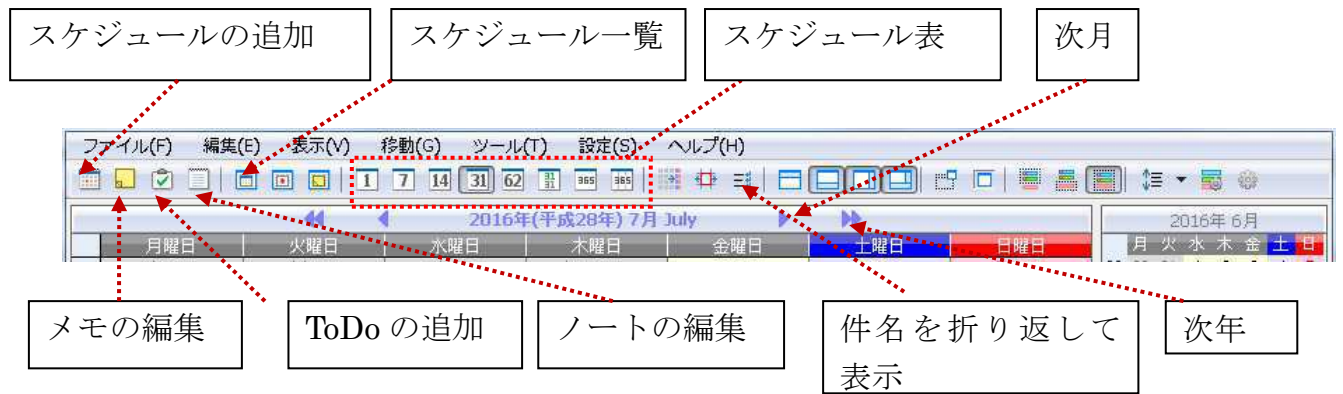 スケジュールの追加
スケジュール一覧
スケジュール表
次月
ファイル(F) 編集(E) 表示(V) 移動(G) ツール(T) 設定(S) ヘルプ(H)
1 7 14 31 62 31 31 365 365
2016年(平成28年) 7月 July
2016年 6月
月曜日 火曜日 水曜日 木曜日 金曜日 土曜日 日曜日
月 火 水 木 金 土 日
メモの編集
ToDo の追加
ノートの編集
件名を折り返して
表示
次年